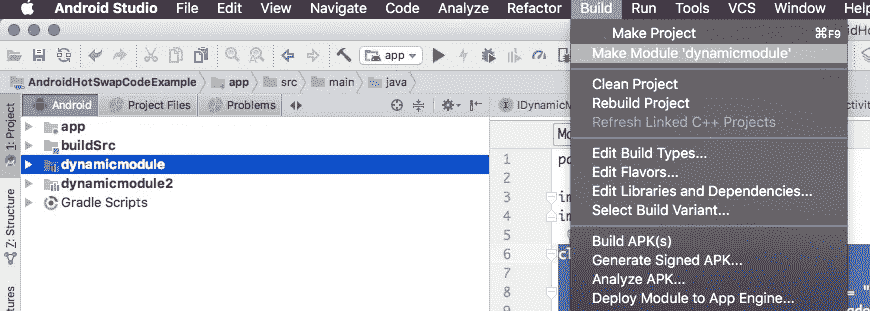 Android Studio File Edit View Navigate Code Analyze Refactor Build Run Tools VCS Window Help
Make Project ⌘F9
Make Module 'dynamicmodule'
app
AndroidHotSwapCodeExample app src main java
Clean Project
Rebuild Project
Refresh Linked C++ Projects
Android Project Files Problems
1: Project
app
buildSrc
dynamicmodule
dynamicmodule2
Gradle Scripts
Z: Structure
1
2
3
4
5
6
7
8
9
Edit Build Types...
Edit Flavors...
Edit Libraries and Dependencies...
Select Build Variant...
Build APK(s)
Generate Signed APK...
Analyze APK...
Deploy Module to App Engine...